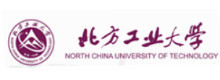 北方工业大学
NORTH CHINA UNIVERSITY OF TECHNOLOGY